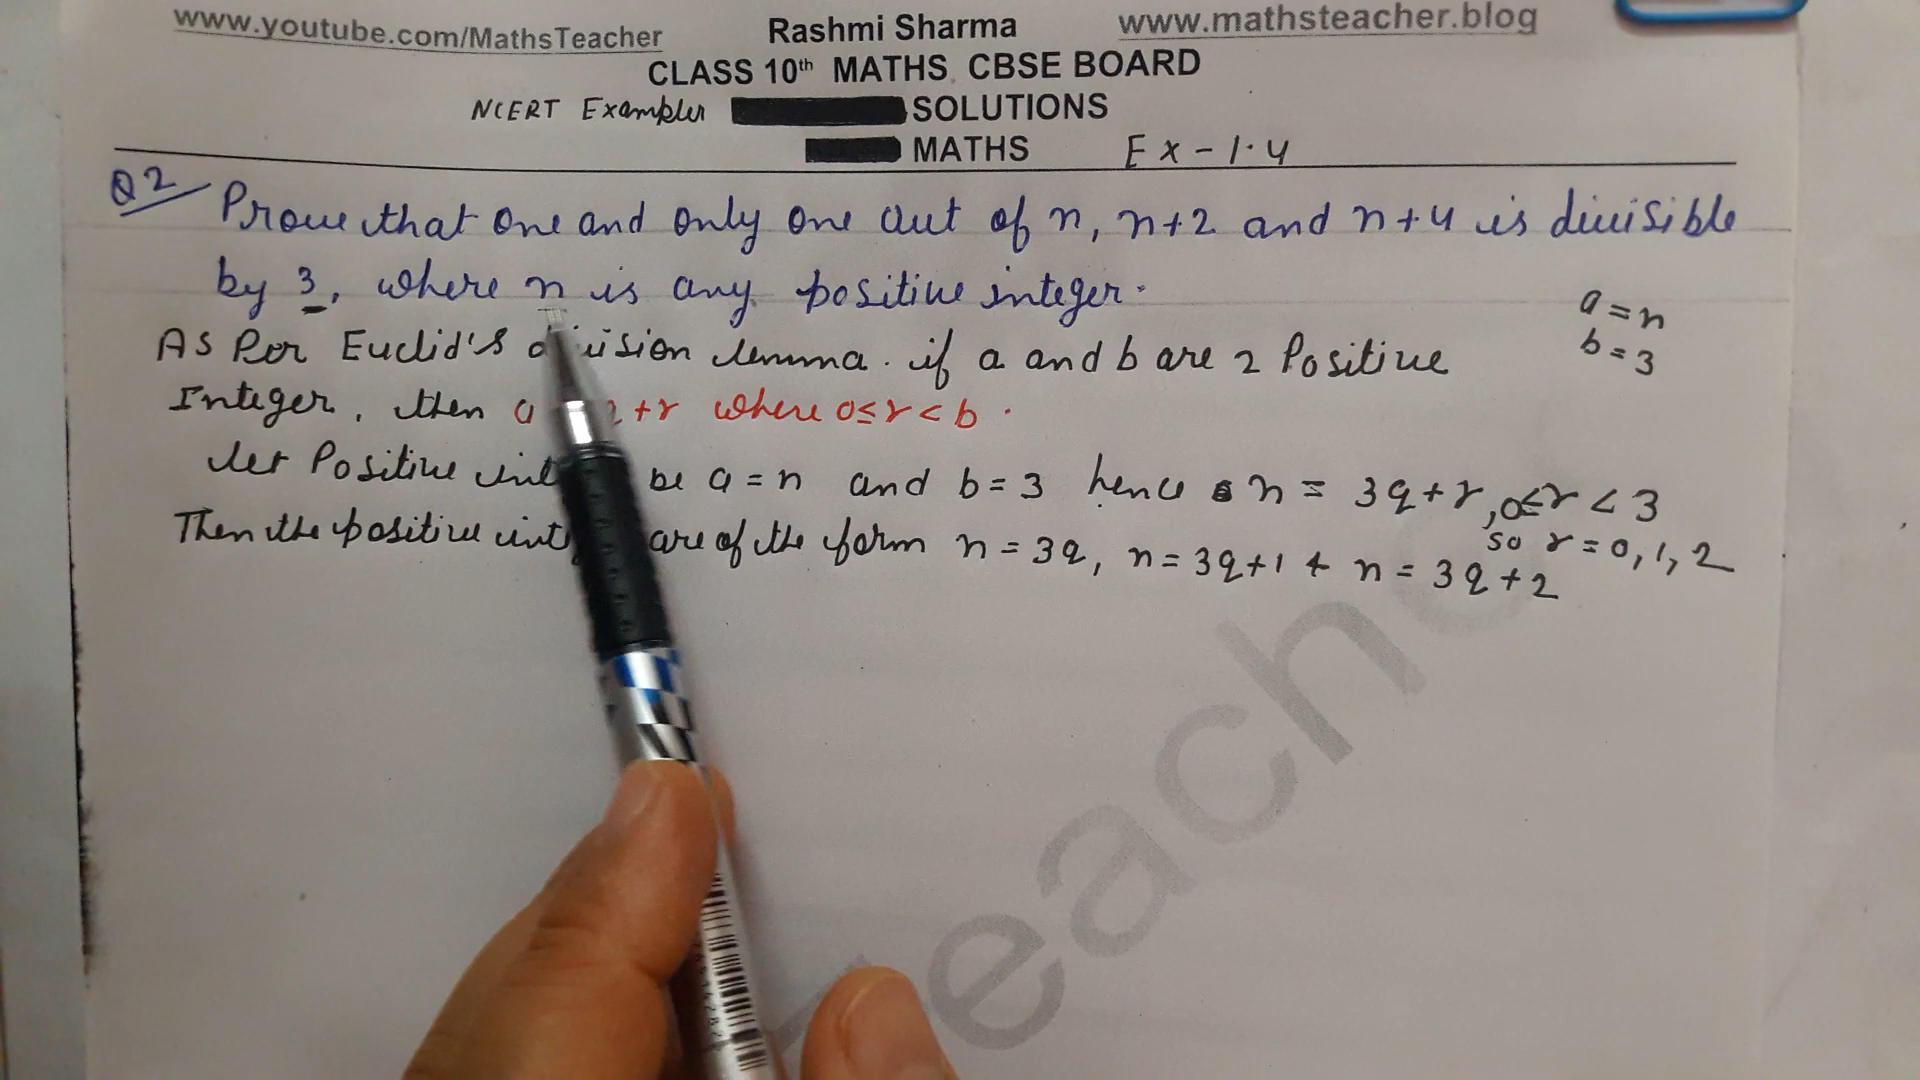 www.youtube.com/MathsTeacher Rashmi Sharma www.mathsteacher.blog
CLASS 10th MATHS CBSE BOARD
NCERT Exampler SOLUTIONS
MATHS Ex-1.4
Q2 Prove that one and only one out of n, n+2 and n+4 is divisible
by 3, where n is any positive integer.
a=n
b=3
As Per Euclid's division lemma. if a and b are 2 Positive
Integer, then +r where 0≤r<b.
let Positive be a=n and b=3 hence n = 3q+r, 0≤r<3
so r=0,1,2
Then the positive are of the form n=3q, n=3q+1 + n=3q+2
Teache